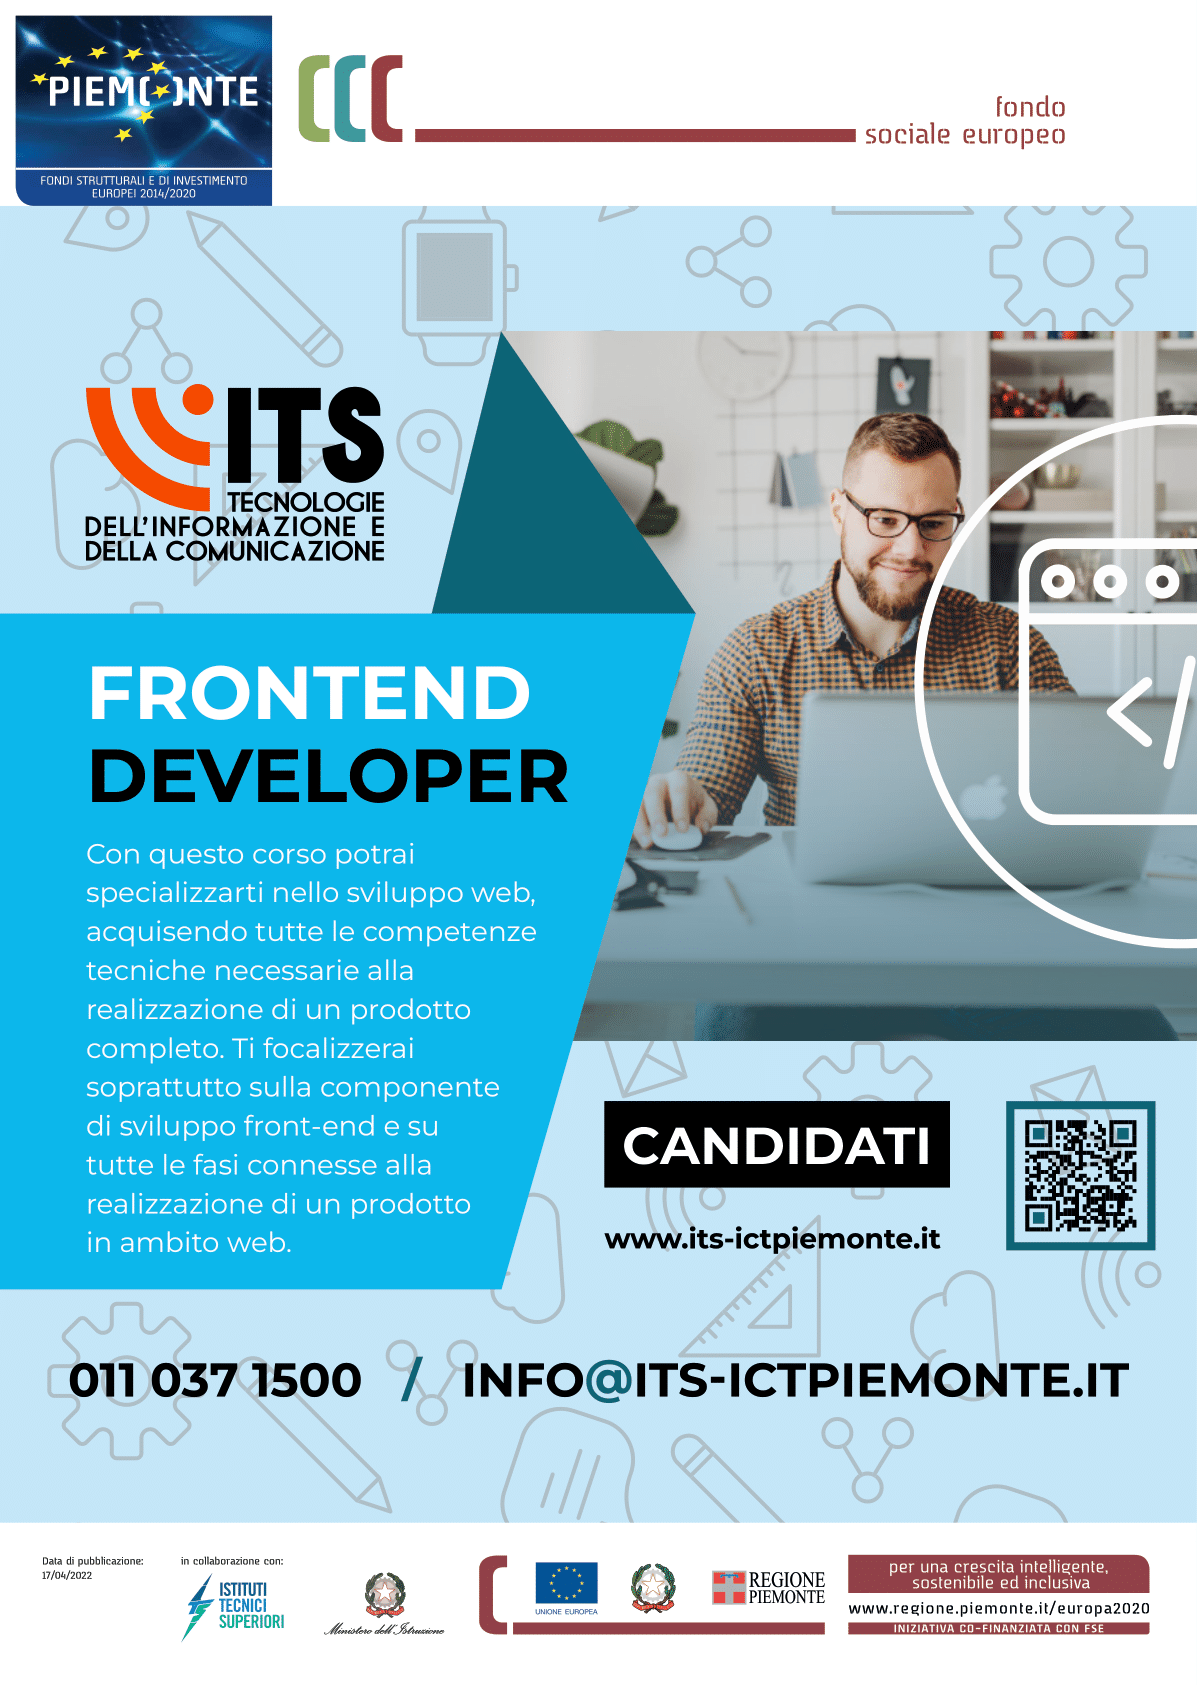 PIEMONTE
FONDI STRUTTURALI E DI INVESTIMENTO
EUROPEI 2014/2020
fondo
sociale europeo
ITS
TECNOLOGIE
DELL'INFORMAZIONE E
DELLA COMUNICAZIONE
FRONTEND
DEVELOPER
Con questo corso potrai
specializzarti nello sviluppo web,
acquisendo tutte le competenze
tecniche necessarie alla
realizzazione di un prodotto
completo. Ti focalizzerai
soprattutto sulla componente
di sviluppo front-end e su
tutte le fasi connesse alla
realizzazione di un prodotto
in ambito web.
</
CANDIDATI
www.its-ictpiemonte.it
011 037 1500 / INFO@ITS-ICTPIEMONTE.IT
Data di pubblicazione:
17/04/2022
in collaborazione con:
ISTITUTI
TECNICI
SUPERIORI
Ministero dell'Istruzione
UNIONE EUROPEA
REGIONE
PIEMONTE
per una crescita intelligente,
sostenibile ed inclusiva
www.regione.piemonte.it/europa2020
INIZIATIVA CO-FINANZIATA CON FSE